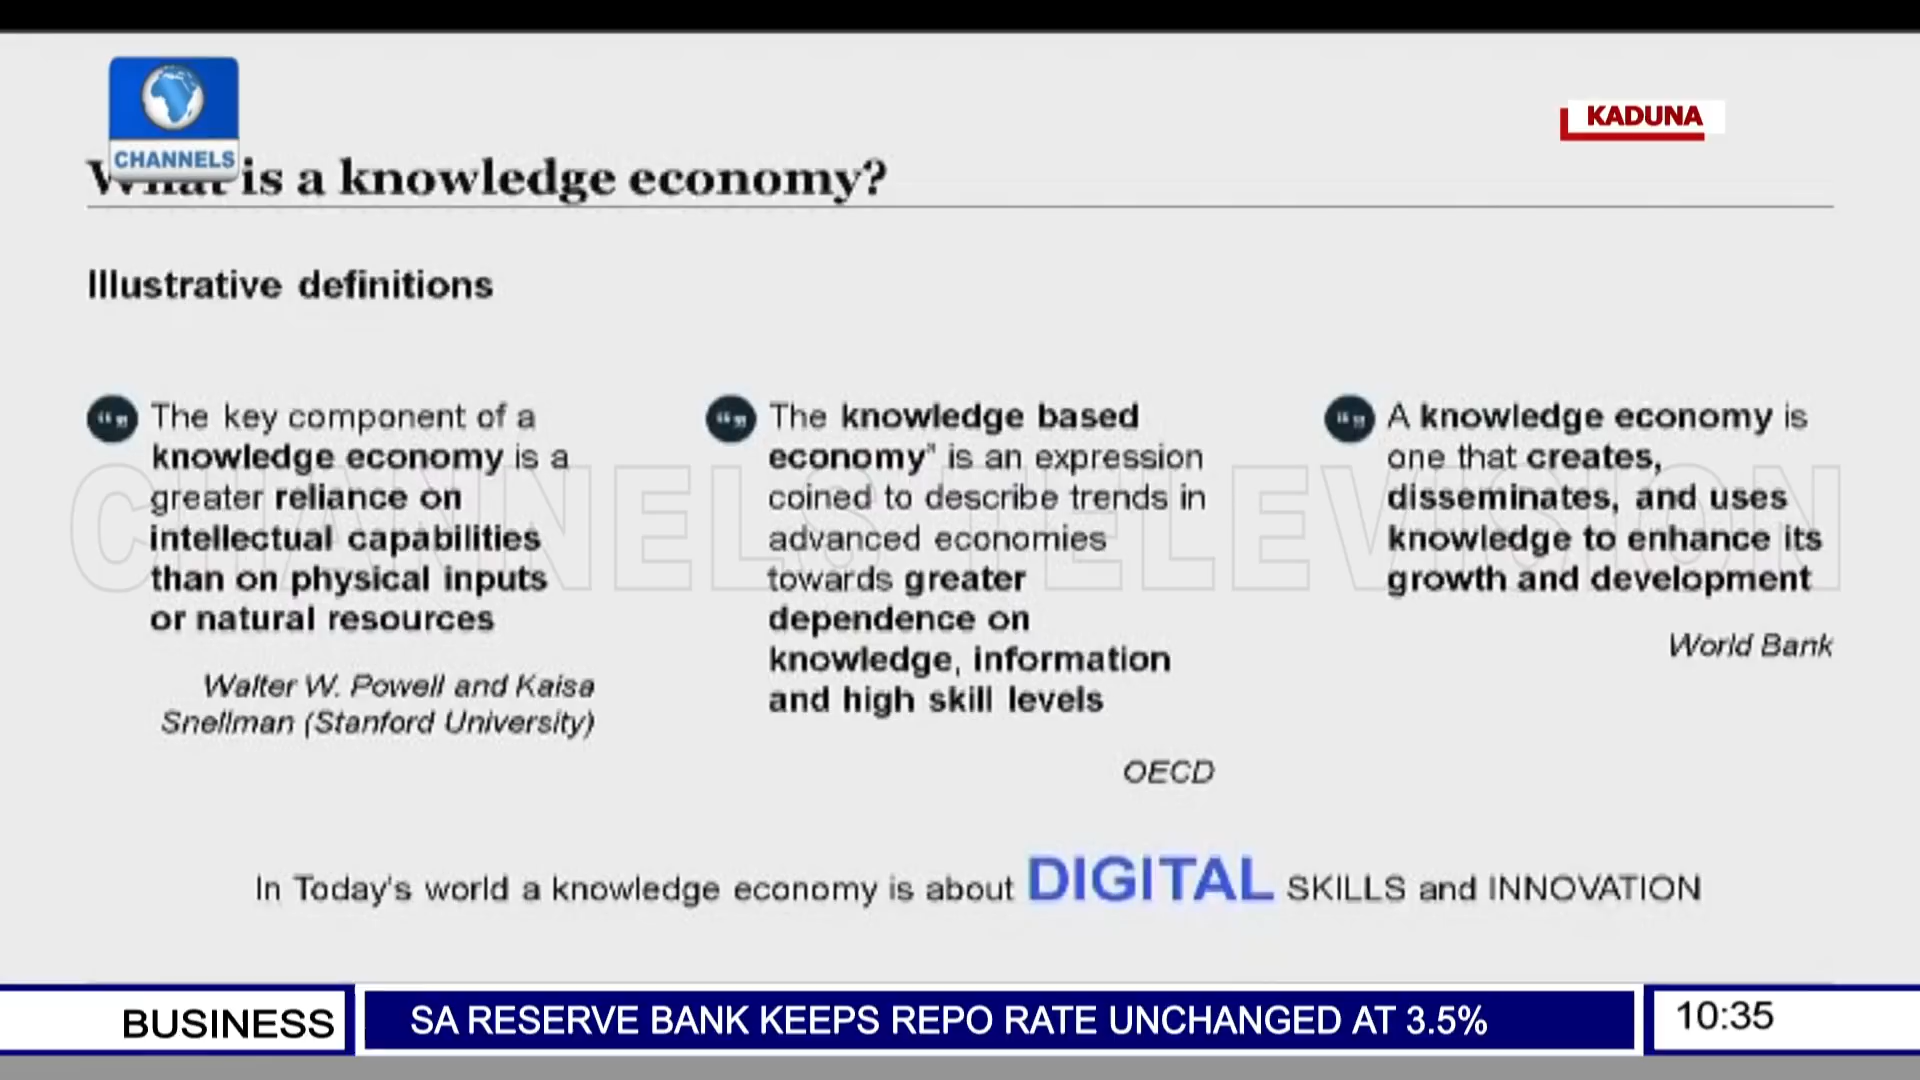 CHANNELS
KADUNA
What is a knowledge economy?
Illustrative definitions
The key component of a
knowledge economy is a
greater reliance on
intellectual capabilities
than on physical inputs
or natural resources
Walter W. Powell and Kaisa
Snellman (Stanford University)
The knowledge based
economy" is an expression
coined to describe trends in
advanced economies
towards greater
dependence on
knowledge, information
and high skill levels
OECD
A knowledge economy is
one that creates,
disseminates, and uses
knowledge to enhance its
growth and development
World Bank
CHANNELS TELEVISION
In Today's world a knowledge economy is about DIGITAL SKILLS and INNOVATION
BUSINESS
SA RESERVE BANK KEEPS REPO RATE UNCHANGED AT 3.5%
10:35